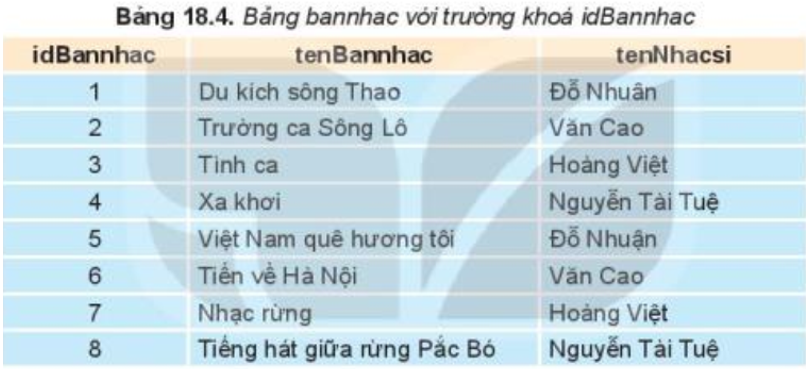 Bảng 18.4. Bảng bannhac với trường khoá idBannhac
idBannhac tenBannhac tenNhacsi
1 Du kích sông Thao Đỗ Nhuân
2 Trường ca Sông Lô Văn Cao
3 Tình ca Hoàng Việt
4 Xa khơi Nguyễn Tài Tuệ
5 Việt Nam quê hương tôi Đỗ Nhuận
6 Tiến về Hà Nội Văn Cao
7 Nhạc rừng Hoàng Việt
8 Tiếng hát giữa rừng Pắc Bó Nguyễn Tài Tuệ